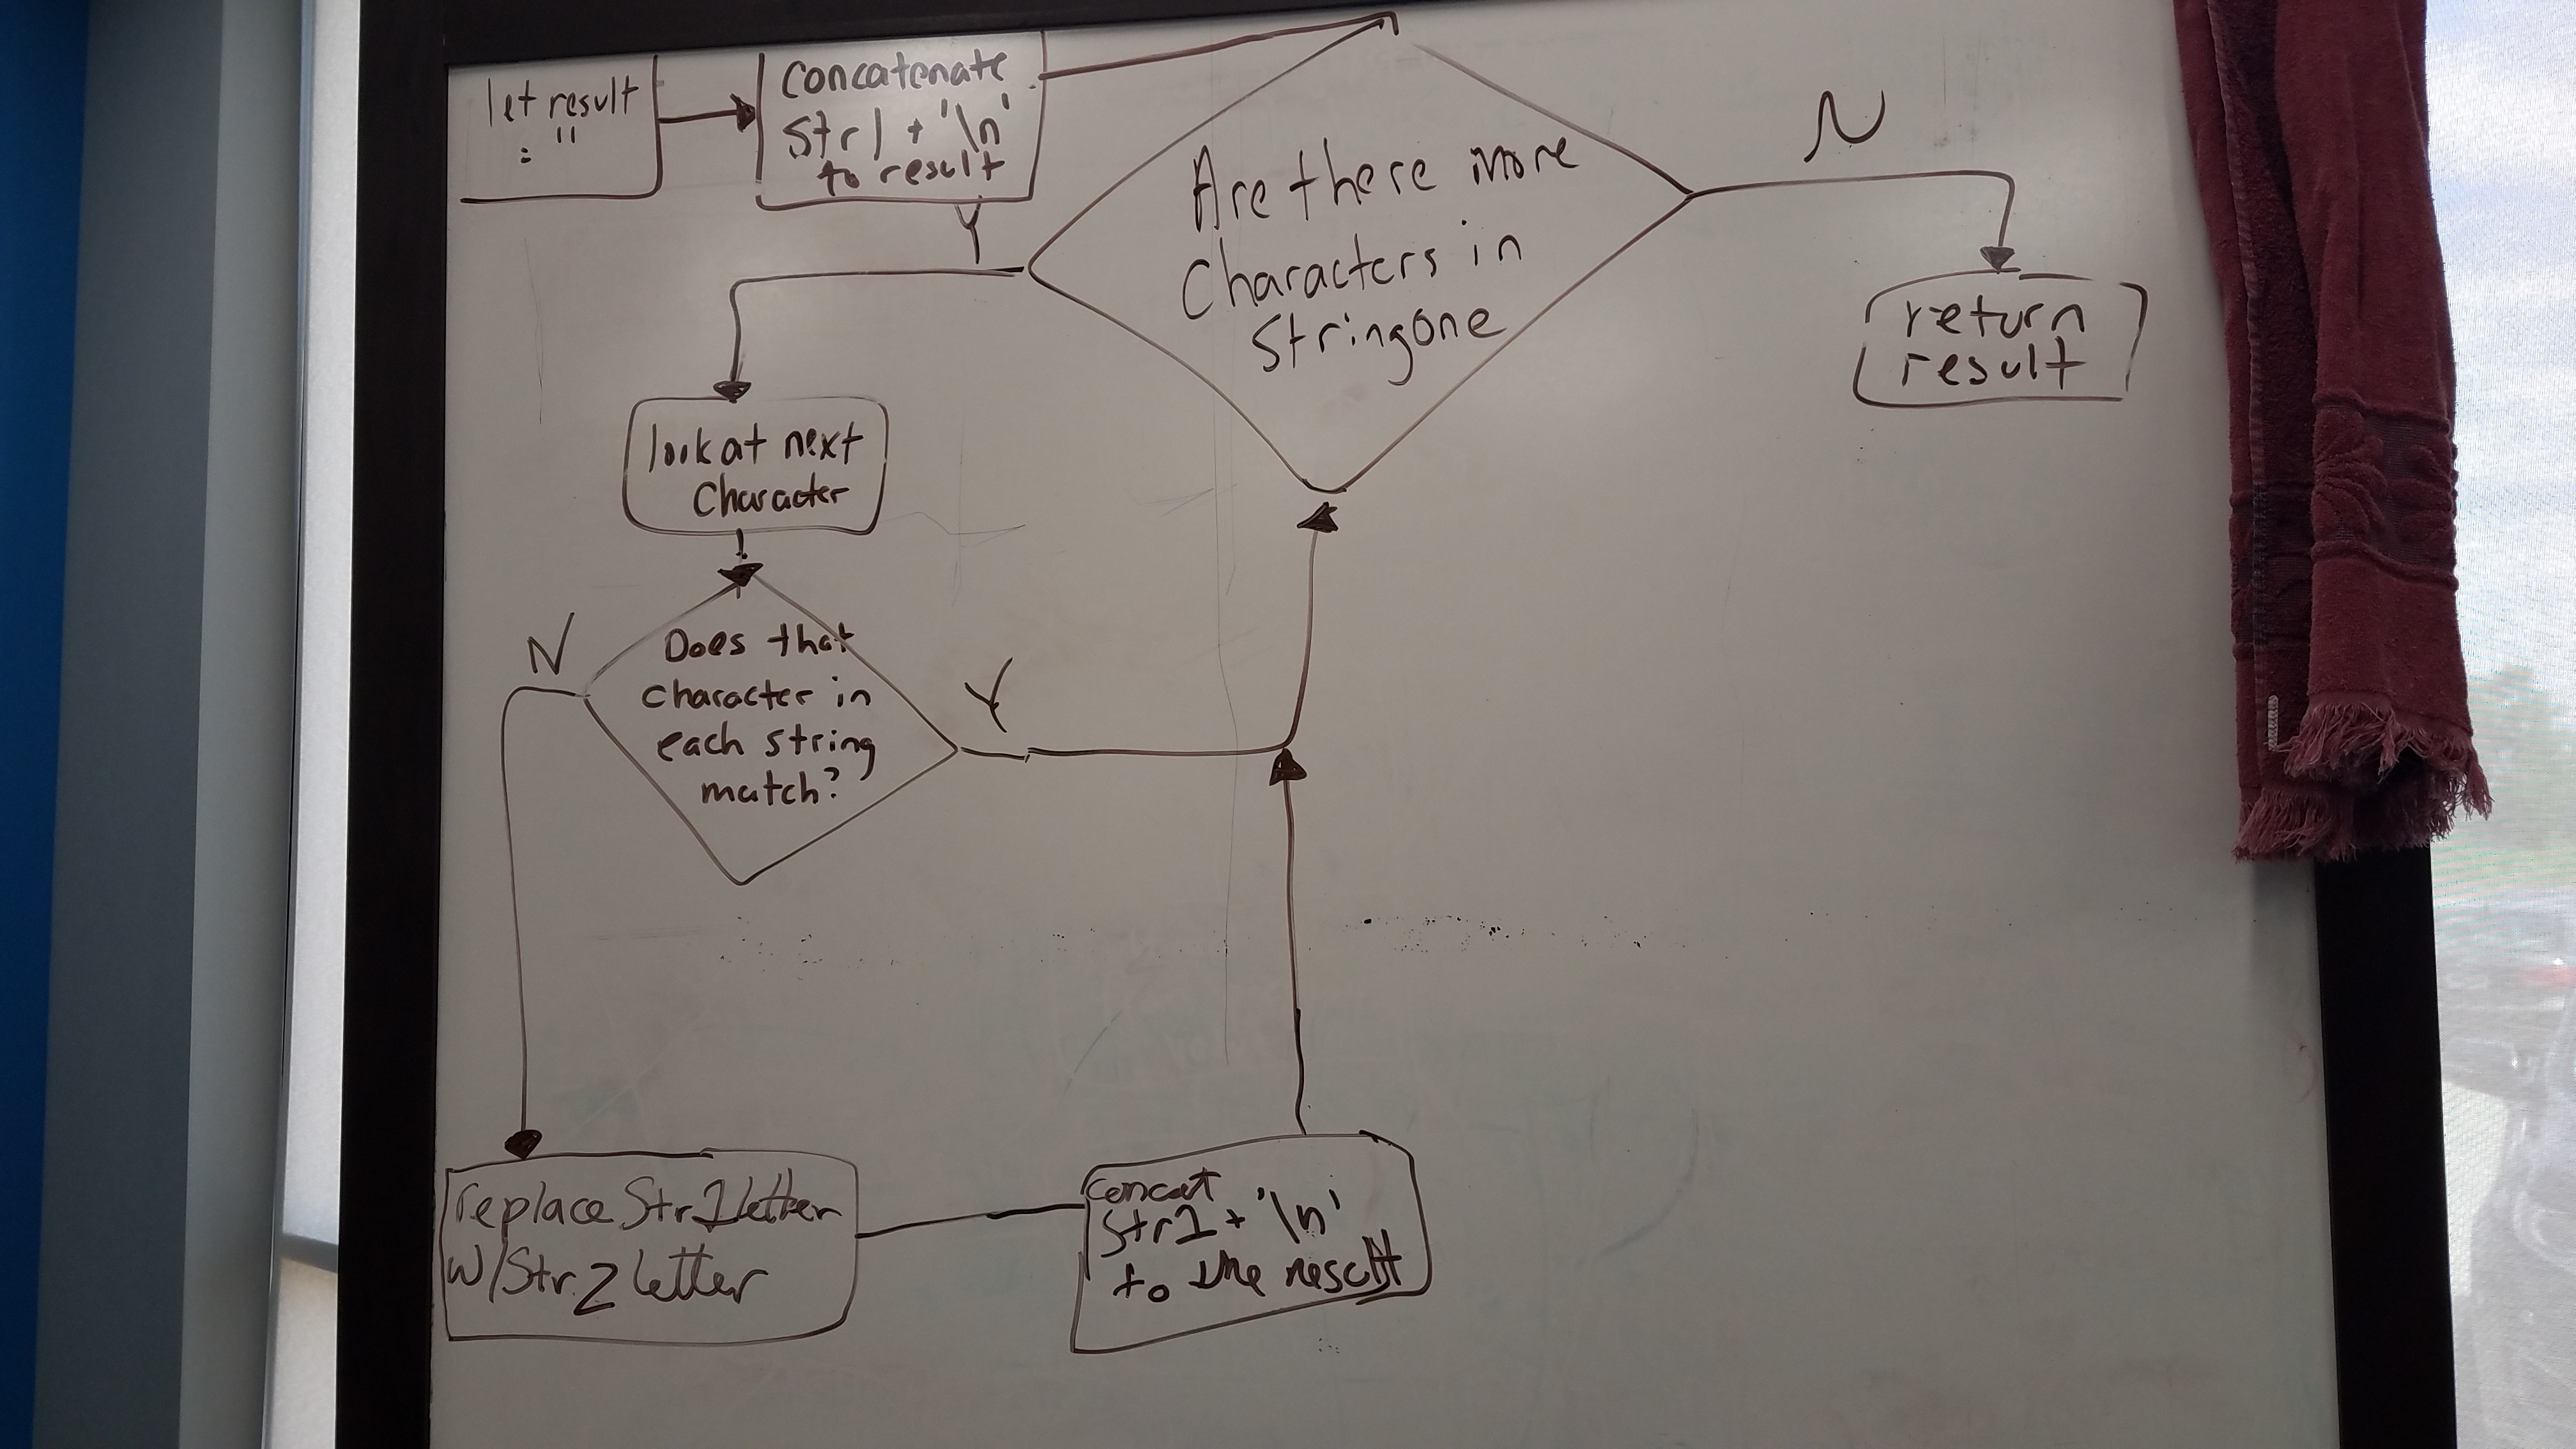 let result
= ''
Concatenate
Str1 + '\n'
to result
Are there more
Characters in
StringOne
N
return
result
Y
look at next
Character
Does that
character in
each string
match?
N
Y
replace Str1 letter
w/Str2 letter
concat
Str1 + '\n'
to the result